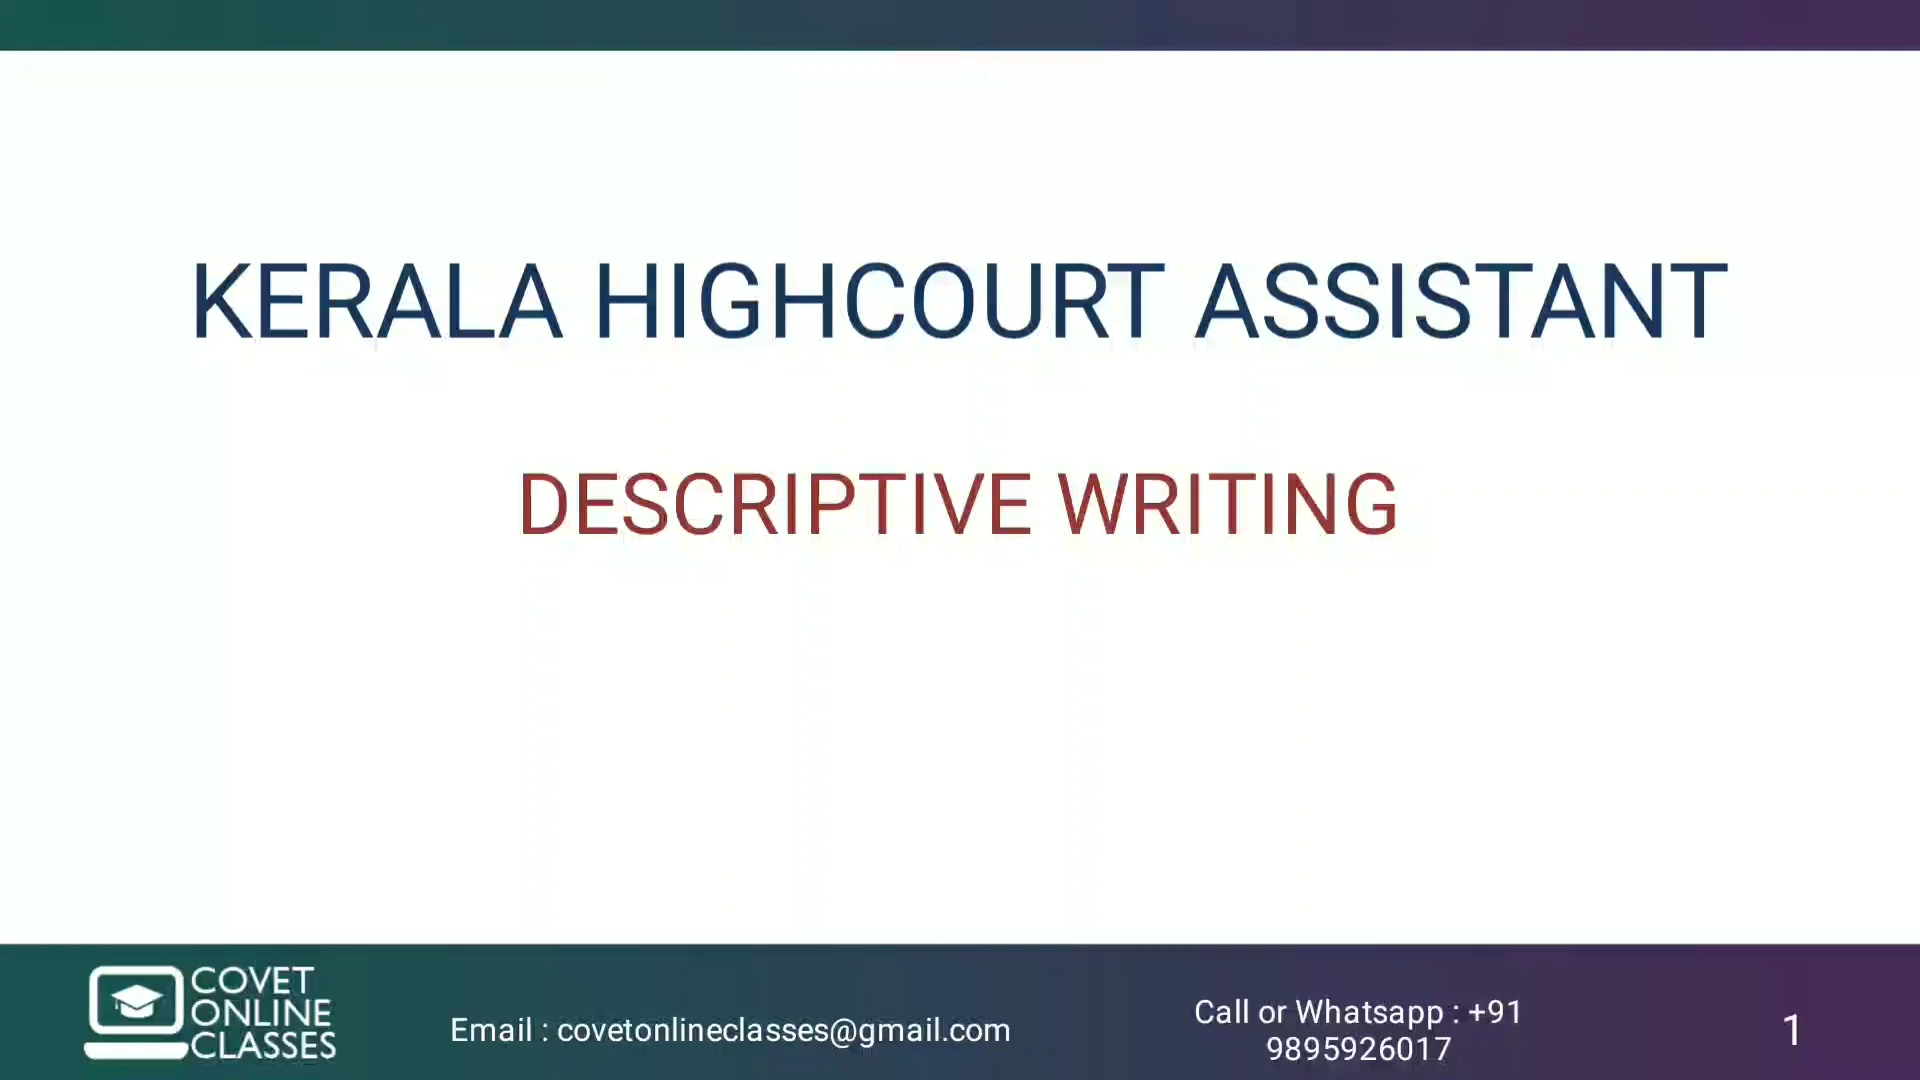 KERALA HIGHCOURT ASSISTANT
DESCRIPTIVE WRITING
COVET
ONLINE
CLASSES
Email : covetonlineclasses@gmail.com
Call or Whatsapp : +91
9895926017
1